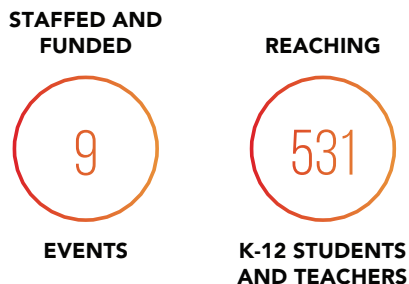 STAFFED AND
FUNDED
9
EVENTS
REACHING
531
K-12 STUDENTS
AND TEACHERS